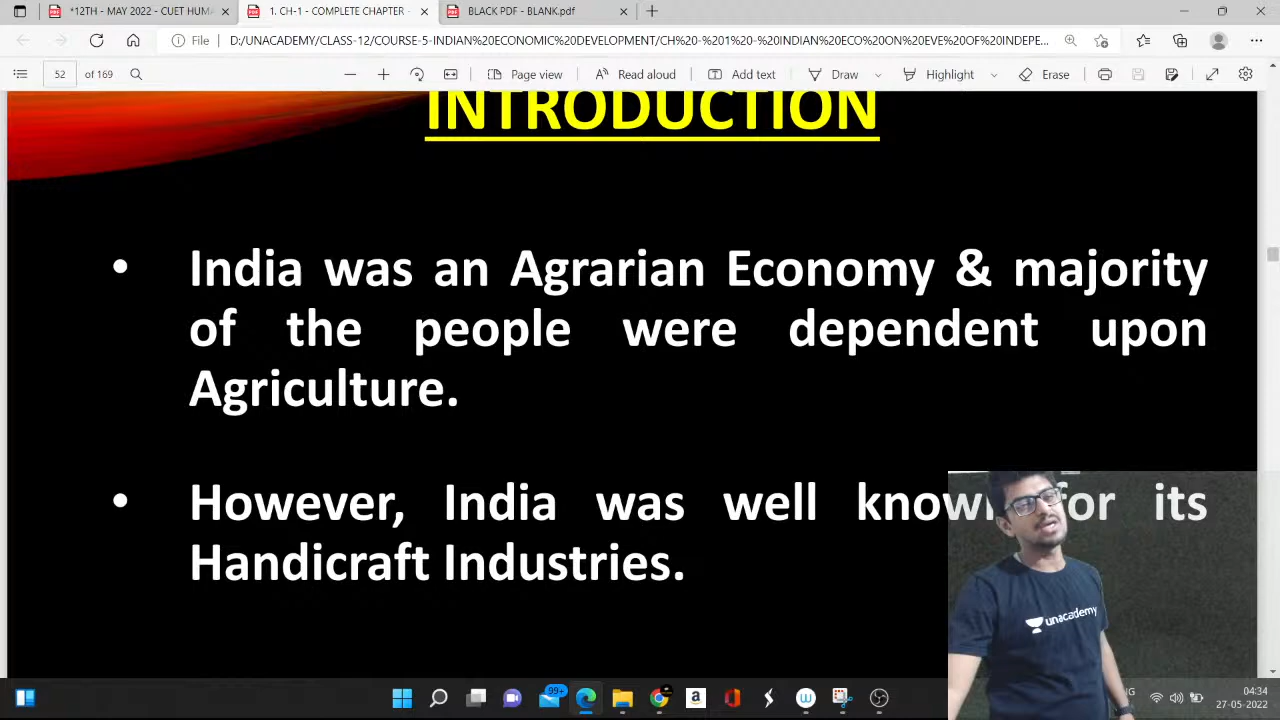 *12TH - MAY 2022 - CUET HUMA
1. CH-1 - COMPLETE CHAPTER -
BLACK PDF - BLANK.pdf
File
D:/UNACADEMY/CLASS-12/COURSE-5-INDIAN%20ECONOMIC%20DEVELOPMENT/CH%20-%201%20-%20INDIAN%20ECO%20ON%20EVE%20OF%20INDEPE...
52 of 169
Page view
Read aloud
Add text
Draw
Highlight
Erase
INTRODUCTION
• India was an Agrarian Economy & majority
of the people were dependent upon
Agriculture.
• However, India was well known for its
Handicraft Industries.
unacademy
99+
04:34
27-05-2022